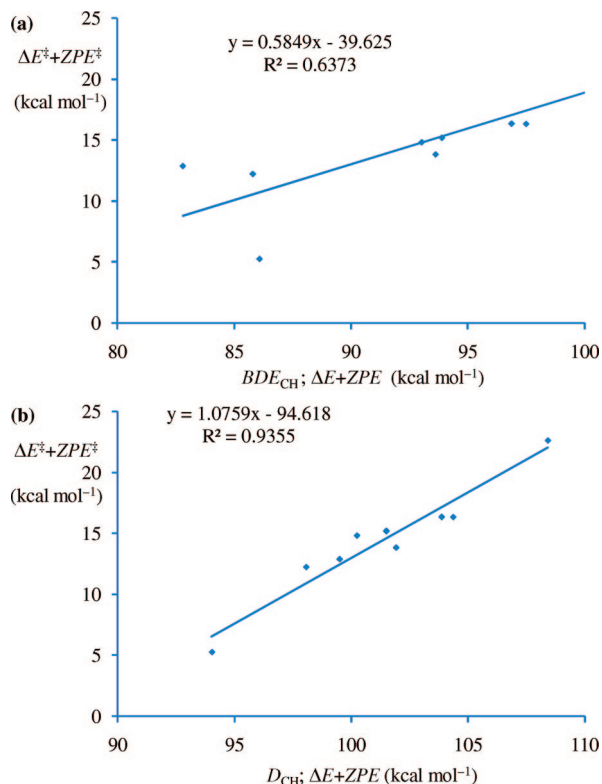 (a)
y = 0.5849x - 39.625
R² = 0.6373
ΔE‡+ZPE‡
(kcal mol⁻¹)
25
20
15
10
5
0
80 85 90 95 100
BDE_CH; ΔE+ZPE (kcal mol⁻¹)
(b)
y = 1.0759x - 94.618
R² = 0.9355
ΔE‡+ZPE‡
(kcal mol⁻¹)
25
20
15
10
5
0
90 95 100 105 110
D_CH; ΔE+ZPE (kcal mol⁻¹)